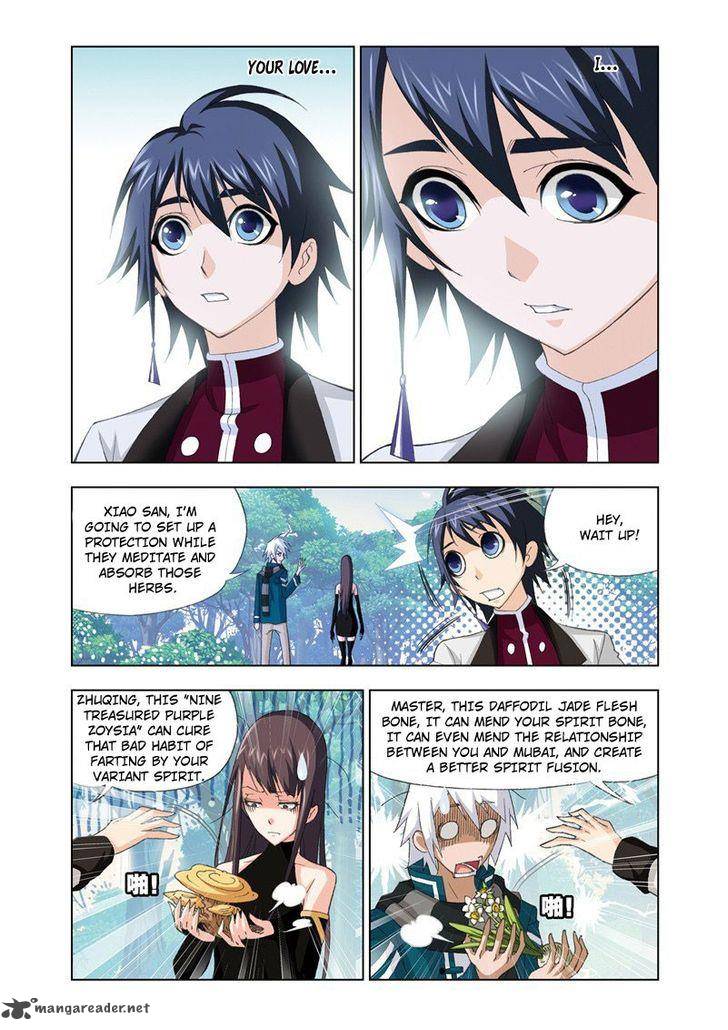 YOUR LOVE...
I...
XIAO SAN, I'M
GOING TO SET UP A
PROTECTION WHILE
THEY MEDITATE AND
ABSORB THOSE
HERBS.
HEY,
WAIT UP!
ZHUQING, THIS "NINE
TREASURED PURPLE
ZOYSIA" CAN CURE
THAT BAD HABIT OF
FARTING BY YOUR
VARIANT SPIRIT.
啪!
MASTER, THIS DAFFODIL JADE FLESH
BONE, IT CAN MEND YOUR SPIRIT BONE,
IT CAN EVEN MEND THE RELATIONSHIP
BETWEEN YOU AND MUBAI, AND CREATE
A BETTER SPIRIT FUSION.
啪!
mangareader.net